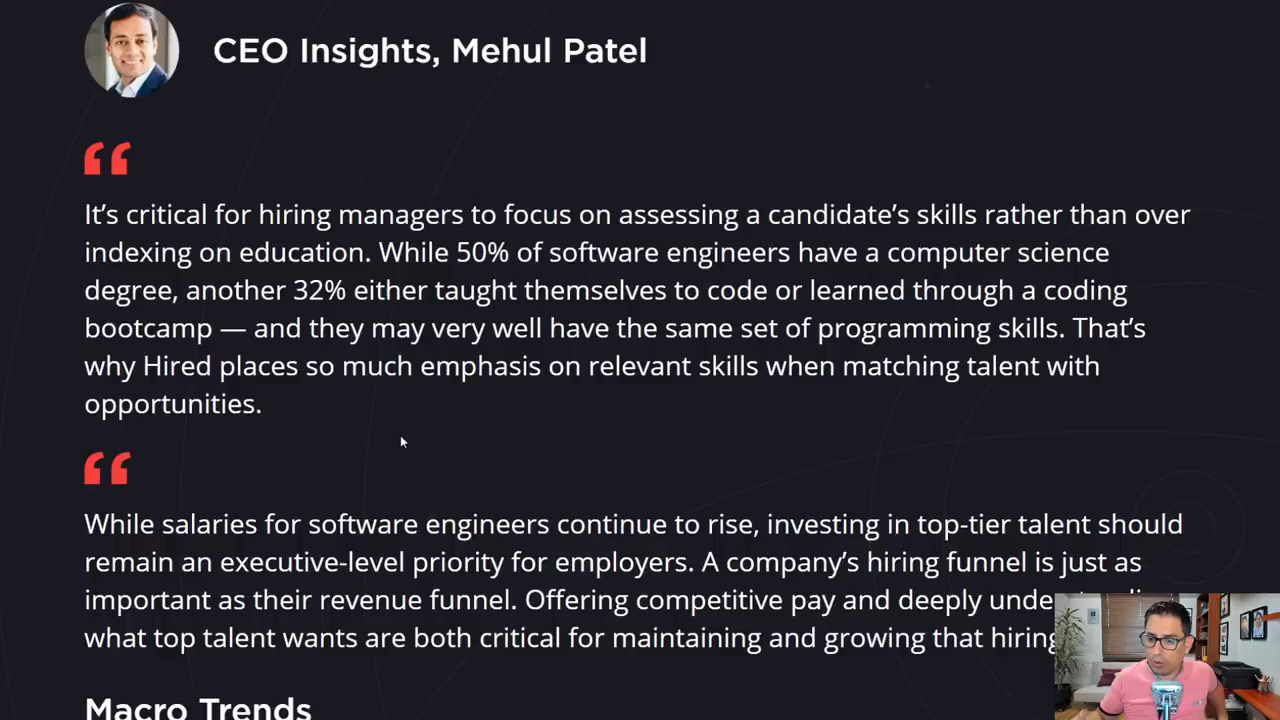 CEO Insights, Mehul Patel
It’s critical for hiring managers to focus on assessing a candidate’s skills rather than over
indexing on education. While 50% of software engineers have a computer science
degree, another 32% either taught themselves to code or learned through a coding
bootcamp — and they may very well have the same set of programming skills. That’s
why Hired places so much emphasis on relevant skills when matching talent with
opportunities.
While salaries for software engineers continue to rise, investing in top-tier talent should
remain an executive-level priority for employers. A company’s hiring funnel is just as
important as their revenue funnel. Offering competitive pay and deeply
what top talent wants are both critical for maintaining and growing that hiring
Macro Trends